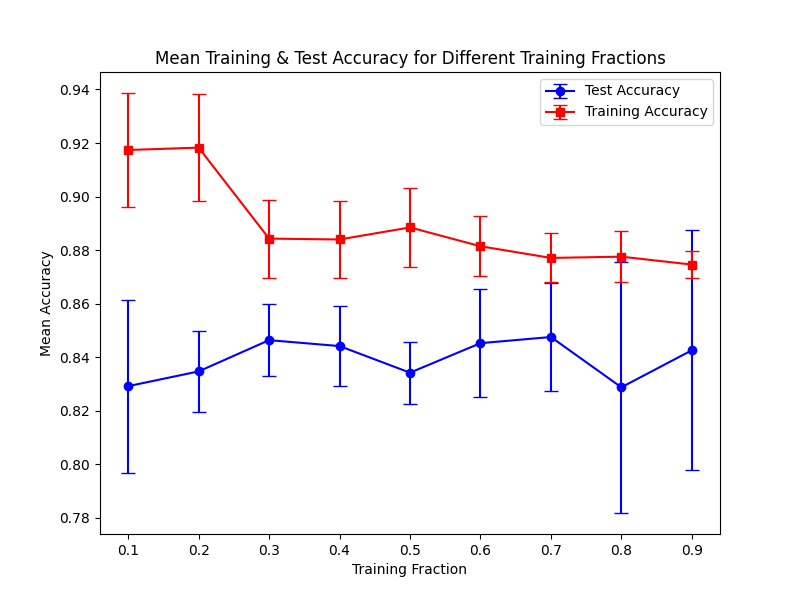 Mean Training & Test Accuracy for Different Training Fractions
Test Accuracy
Training Accuracy
Mean Accuracy
0.94
0.92
0.90
0.88
0.86
0.84
0.82
0.80
0.78
0.1 0.2 0.3 0.4 0.5 0.6 0.7 0.8 0.9
Training Fraction